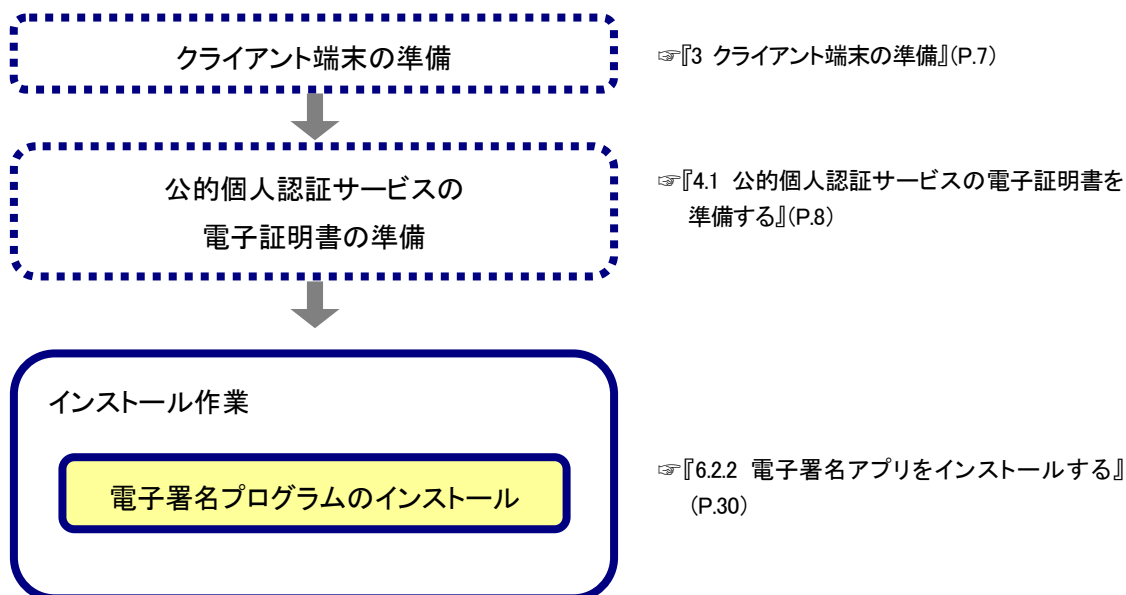 クライアント端末の準備
☞『3 クライアント端末の準備』(P.7)
公的個人認証サービスの
電子証明書の準備
☞『4.1 公的個人認証サービスの電子証明書を
準備する』(P.8)
インストール作業
電子署名プログラムのインストール
☞『6.2.2 電子署名アプリをインストールする』
(P.30)